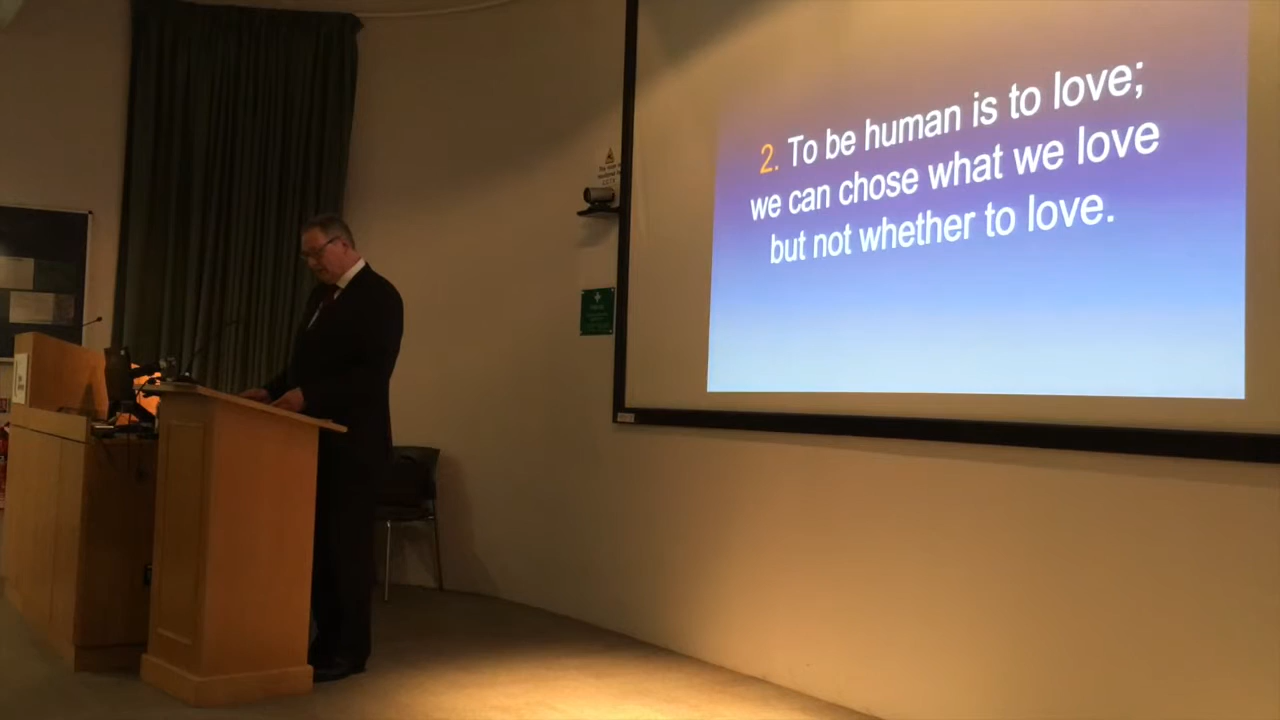 2. To be human is to love;
we can chose what we love
but not whether to love.